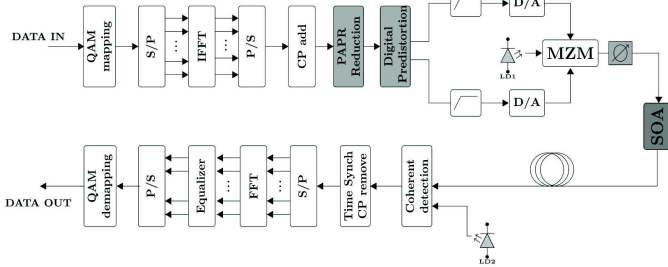 DATA IN
QAM
mapping
S/P
...
IFFT
...
P/S
CP add
PAPR
Reduction
Digital
Predistortion
D/A
D/A
LD1
MZM
SOA
DATA OUT
QAM
demapping
P/S
...
Equalizer
...
FFT
...
S/P
Time Synch
CP remove
Coherent
detection
LD2